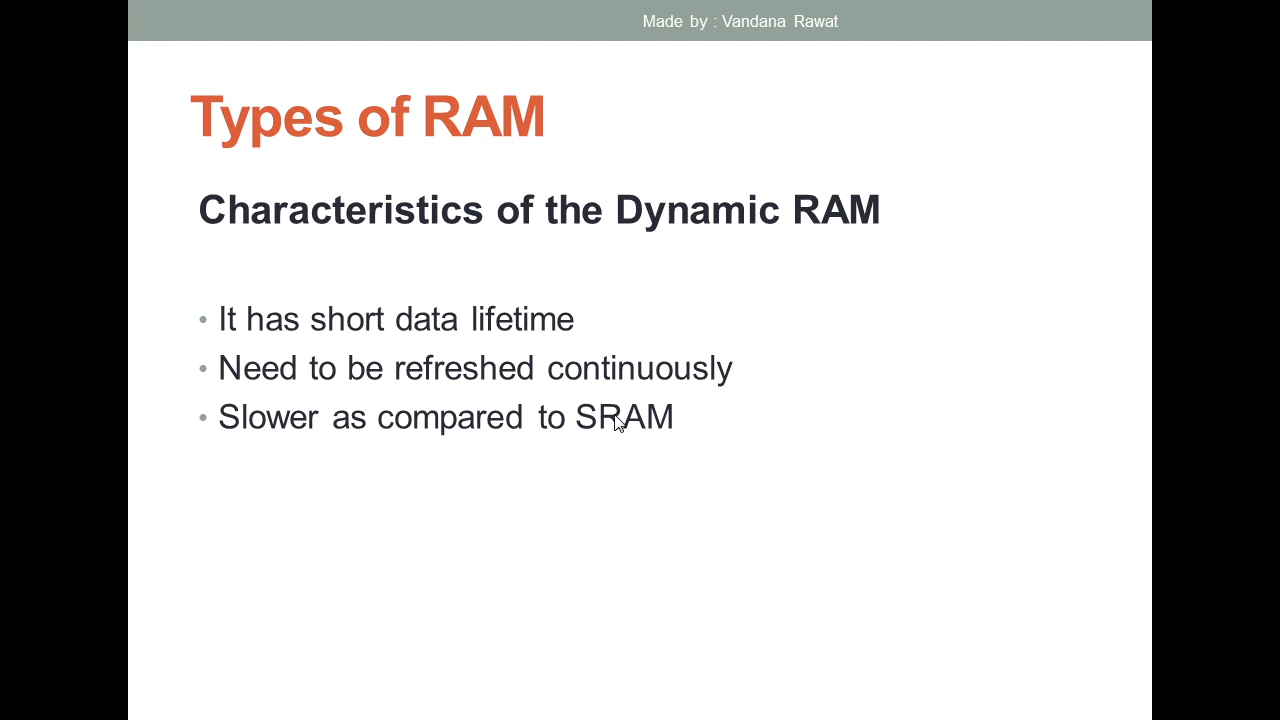 Made by : Vandana Rawat
Types of RAM
Characteristics of the Dynamic RAM
• It has short data lifetime
• Need to be refreshed continuously
• Slower as compared to SRAM